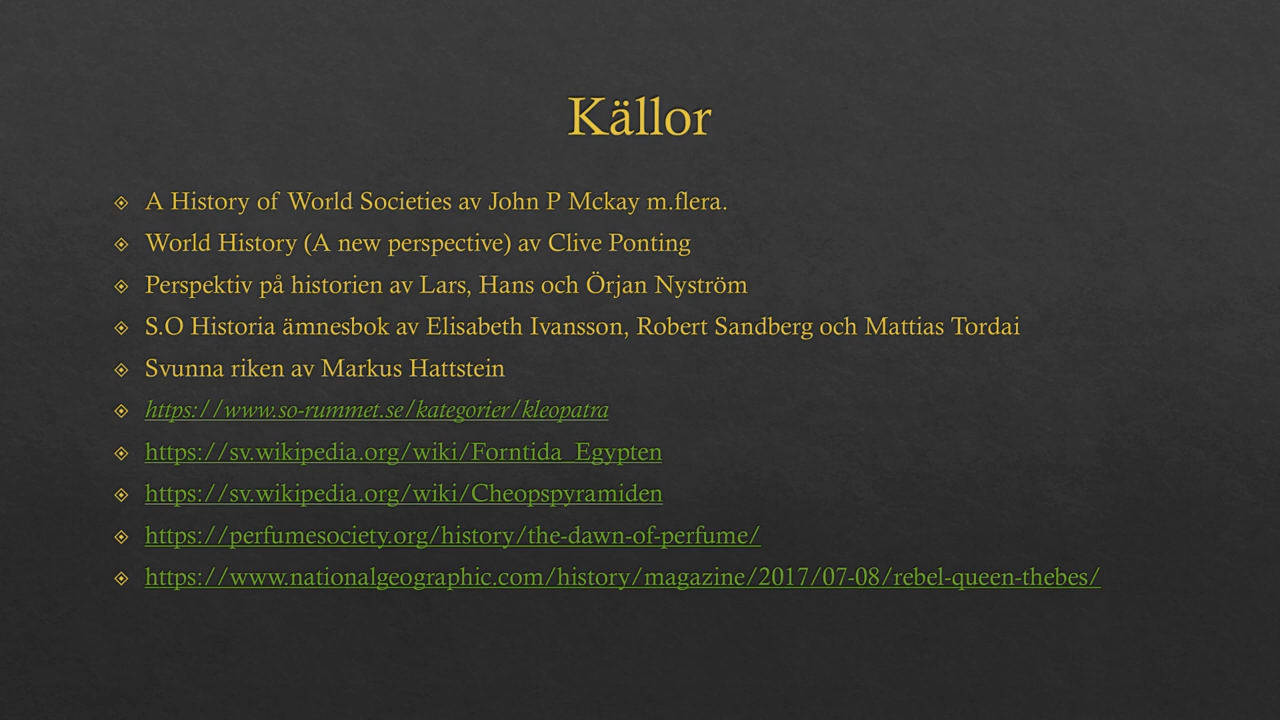 Källor
A History of World Societies av John P Mckay m.flera.
World History (A new perspective) av Clive Ponting
Perspektiv på historien av Lars, Hans och Örjan Nyström
S.O Historia ämnesbok av Elisabeth Ivansson, Robert Sandberg och Mattias Tordai
Svunna riken av Markus Hattstein
https://www.so-rummet.se/kategorier/kleopatra
https://sv.wikipedia.org/wiki/Forntida_Egypten
https://sv.wikipedia.org/wiki/Cheopspyramiden
https://perfumesociety.org/history/the-dawn-of-perfume/
https://www.nationalgeographic.com/history/magazine/2017/07-08/rebel-queen-thebes/